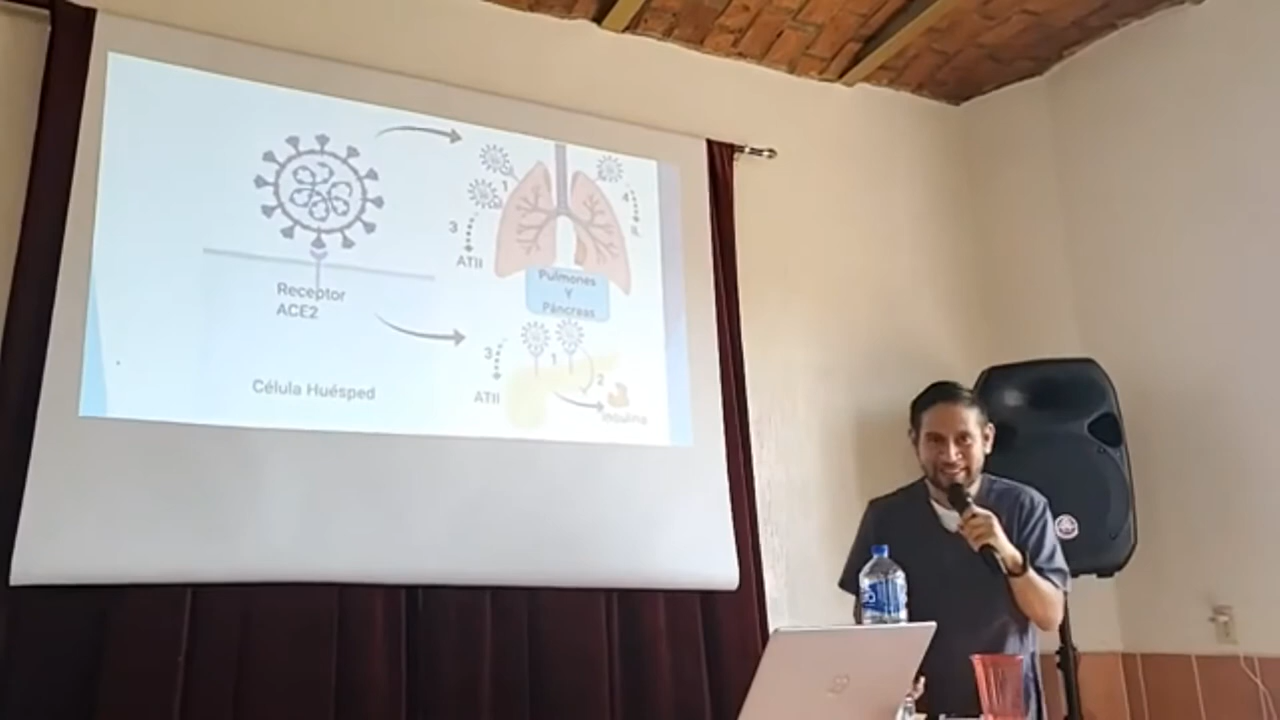 1
3
ATII
4
IL
Receptor
ACE2
Pulmones
Y
Páncreas
3
1
2
ATII
Insulina
Célula Huésped